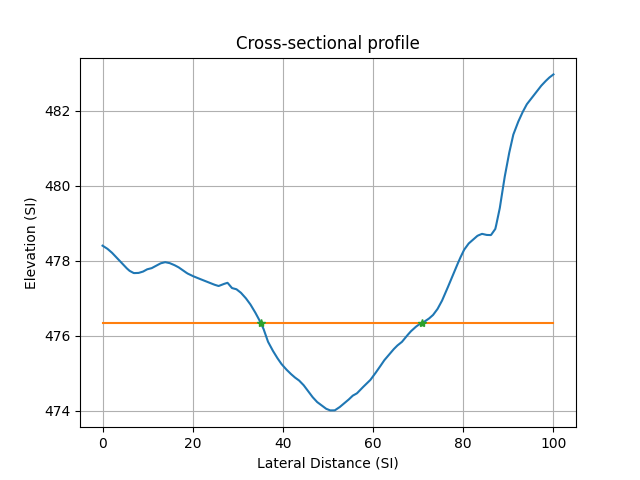 Cross-sectional profile
Elevation (SI)
482
480
478
476
474
0 20 40 60 80 100
Lateral Distance (SI)